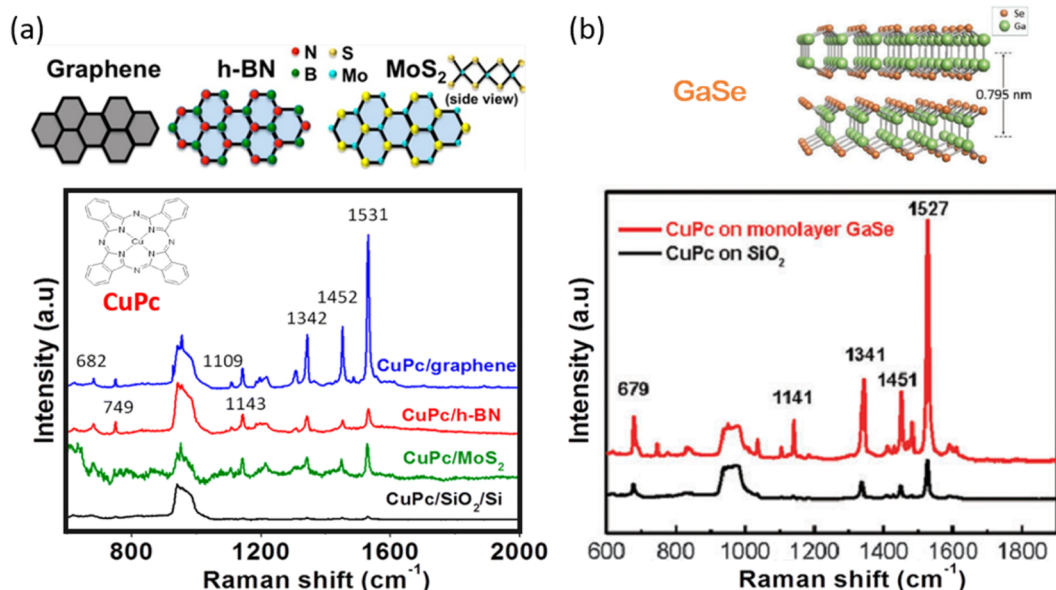 (a)
Graphene
h-BN
N
B
S
Mo
MoS₂
(side view)
Intensity (a.u)
N
N
N
N
Cu
N
N
N
N
CuPc
682
749
1109
1143
1342
1452
1531
CuPc/graphene
CuPc/h-BN
CuPc/MoS₂
CuPc/SiO₂/Si
800
1200
1600
2000
Raman shift (cm⁻¹)
(b)
GaSe
Se
Ga
0.795 nm
Intensity (a.u)
CuPc on monolayer GaSe
CuPc on SiO₂
679
1141
1341
1451
1527
600
800
1000
1200
1400
1600
1800
Raman shift (cm⁻¹)